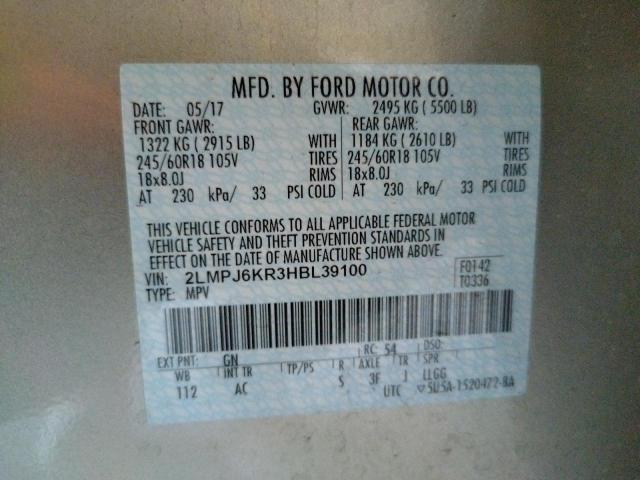 MFD. BY FORD MOTOR CO.
DATE: 05/17 GVWR: 2495 KG ( 5500 LB)
FRONT GAWR: REAR GAWR:
1322 KG ( 2915 LB) WITH 1184 KG ( 2610 LB) WITH
245/60R18 105V TIRES 245/60R18 105V TIRES
18x8.0J RIMS 18x8.0J RIMS
AT 230 kPa/ 33 PSI COLD AT 230 kPa/ 33 PSI COLD
THIS VEHICLE CONFORMS TO ALL APPLICABLE FEDERAL MOTOR
VEHICLE SAFETY AND THEFT PREVENTION STANDARDS IN
EFFECT ON THE DATE OF MANUFACTURE SHOWN ABOVE.
VIN: 2LMPJ6KR3HBL39100 F0142
TYPE: MPV T0336
EXT PNT: GN RC: 54 DSO:
WB INT TR TP/PS R AXLE TR SPR
112 AC S 3F J LLGG
UTC 5U5A-1520472-BA